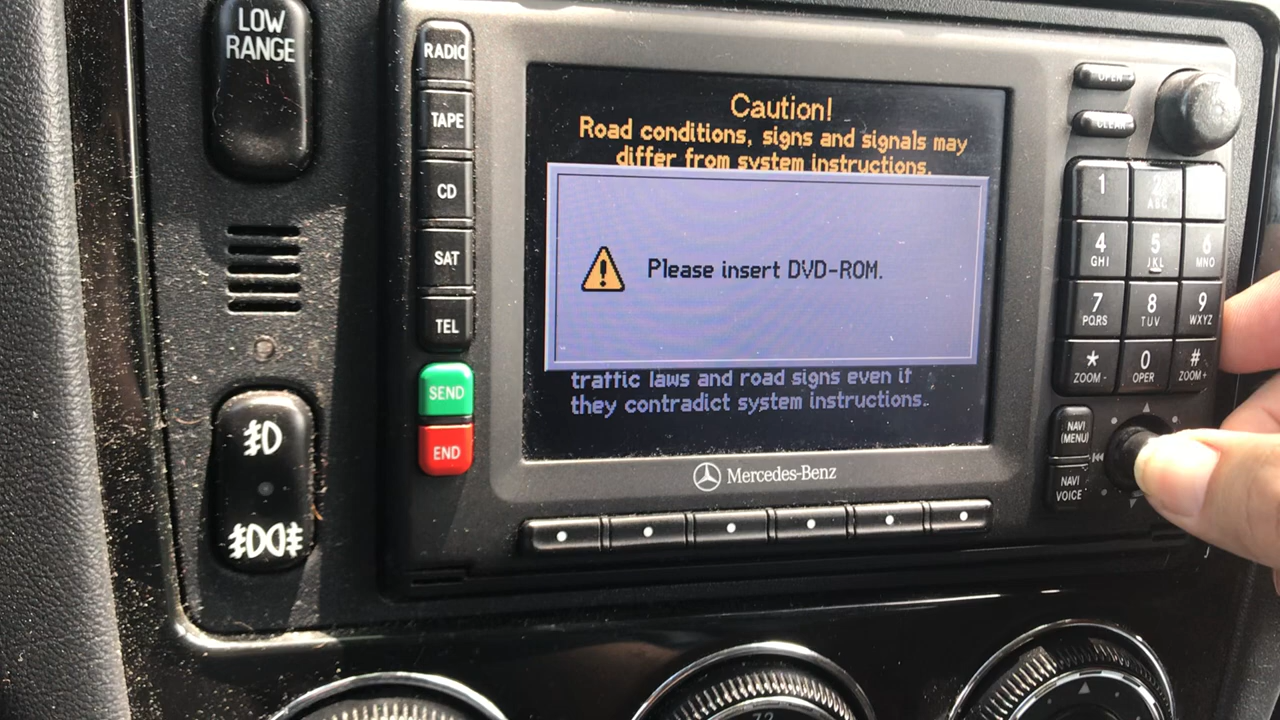 LOW
RANGE
RADIO
TAPE
CD
SAT
TEL
SEND
END
Caution!
Road conditions, signs and signals may
differ from system instructions.
Please insert DVD-ROM.
traffic laws and road signs even if
they contradict system instructions.
Mercedes-Benz
OPEN
CLEAR
1
2 ABC
4 GHI
5 JKL
6 MNO
7 PQRS
8 TUV
9 WXYZ
* ZOOM -
0 OPER
# ZOOM +
NAVI
(MENU)
NAVI
VOICE
72